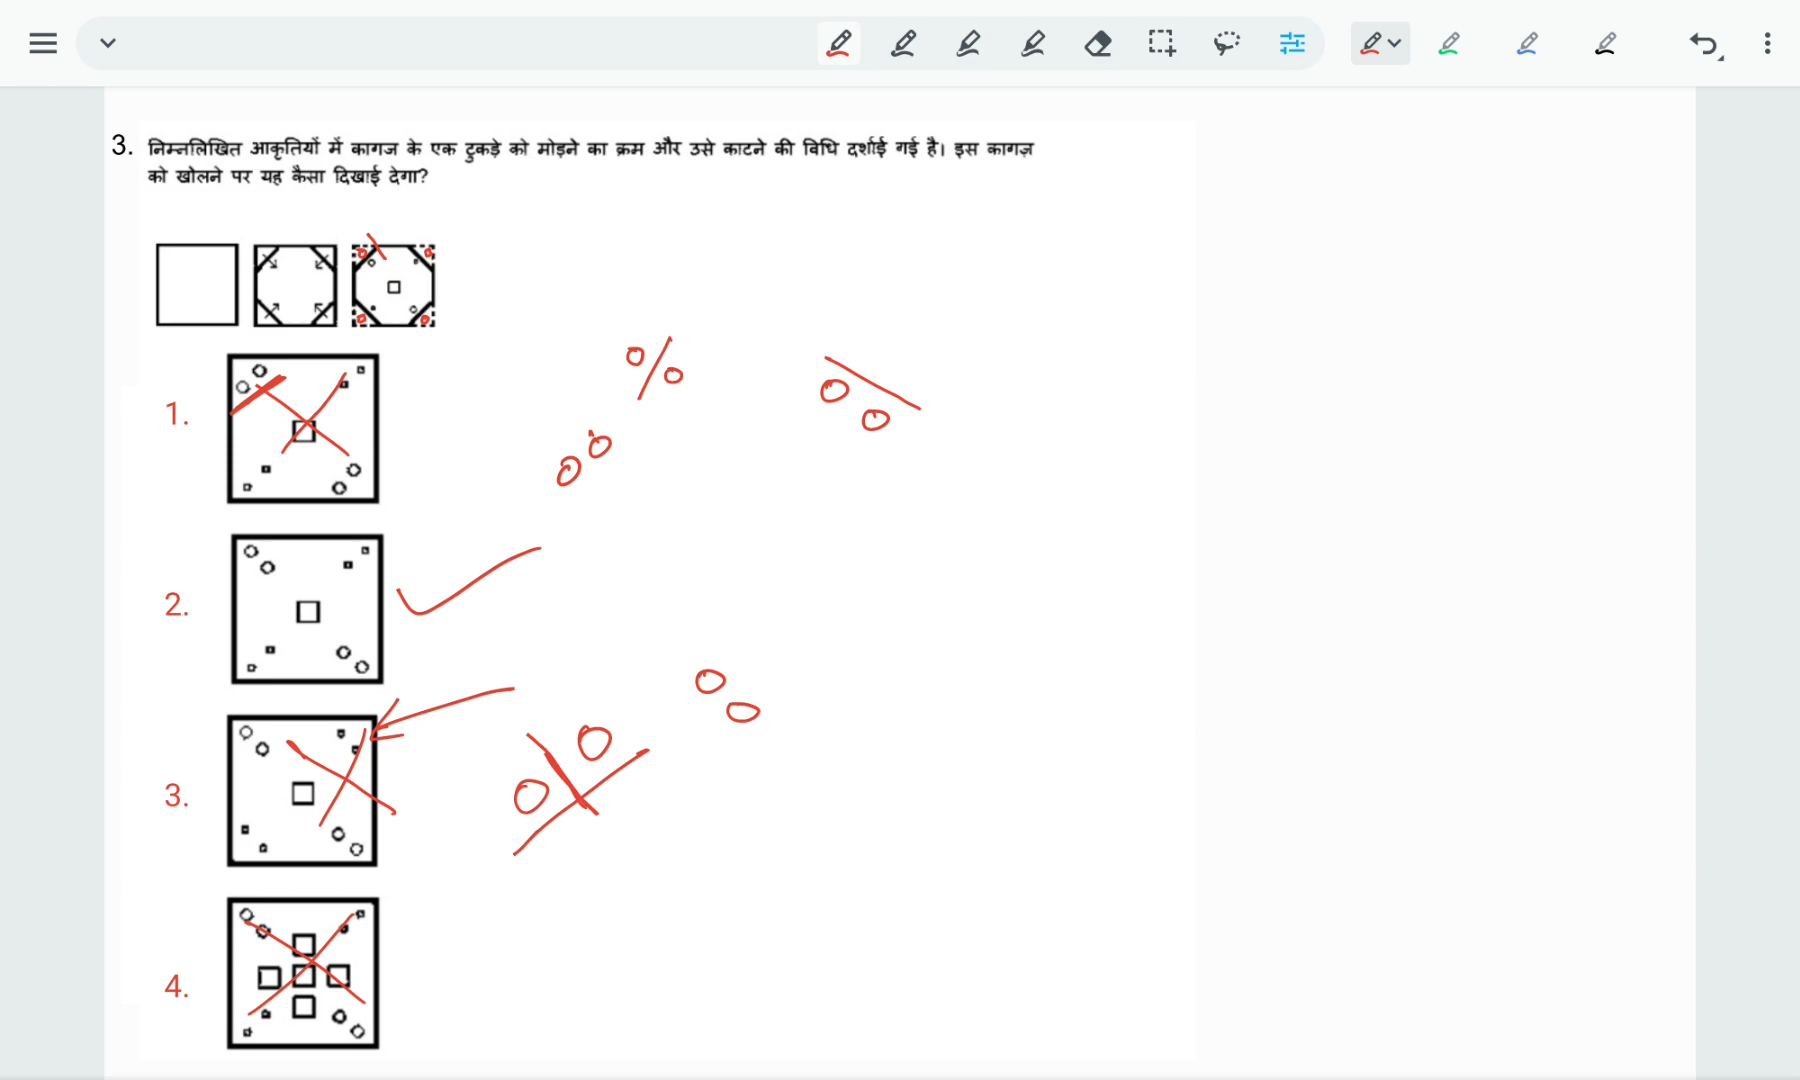 3. निम्नलिखित आकृतियों में कागज के एक टुकड़े को मोड़ने का क्रम और उसे काटने की विधि दर्शाई गई है। इस कागज़
को खोलने पर यह कैसा दिखाई देगा?
1.
2.
3.
4.